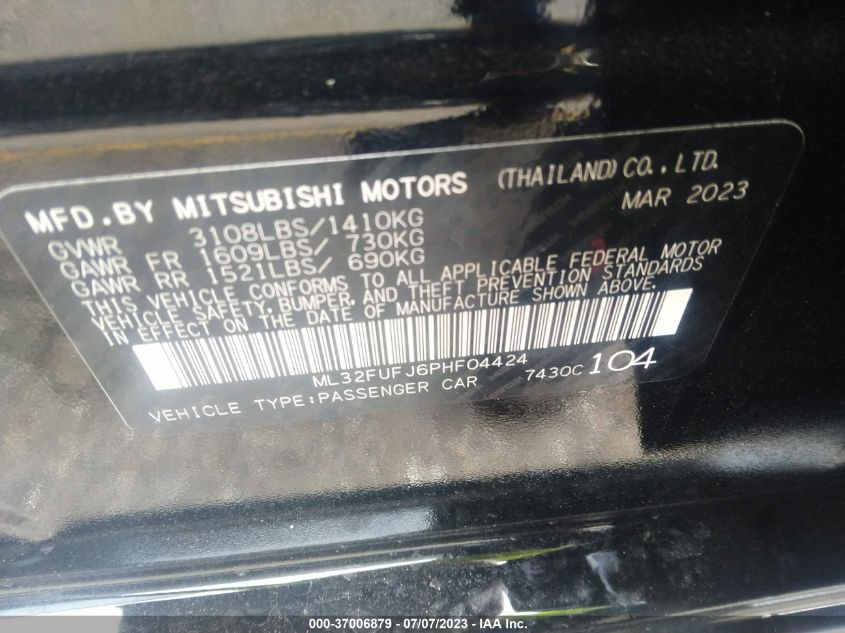 MFD.BY MITSUBISHI MOTORS (THAILAND) CO., LTD.
MAR 2023
GVWR 3108LBS/1410KG
GAWR FR 1609LBS/ 730KG
GAWR RR 1521LBS/ 690KG
THIS VEHICLE CONFORMS TO ALL APPLICABLE FEDERAL MOTOR
VEHICLE SAFETY, BUMPER, AND THEFT PREVENTION STANDARDS
IN EFFECT ON THE DATE OF MANUFACTURE SHOWN ABOVE.
ML32FUFJ6PHF04424
VEHICLE TYPE:PASSENGER CAR 7430C 104
000-37006879 - 07/07/2023 - IAA Inc.